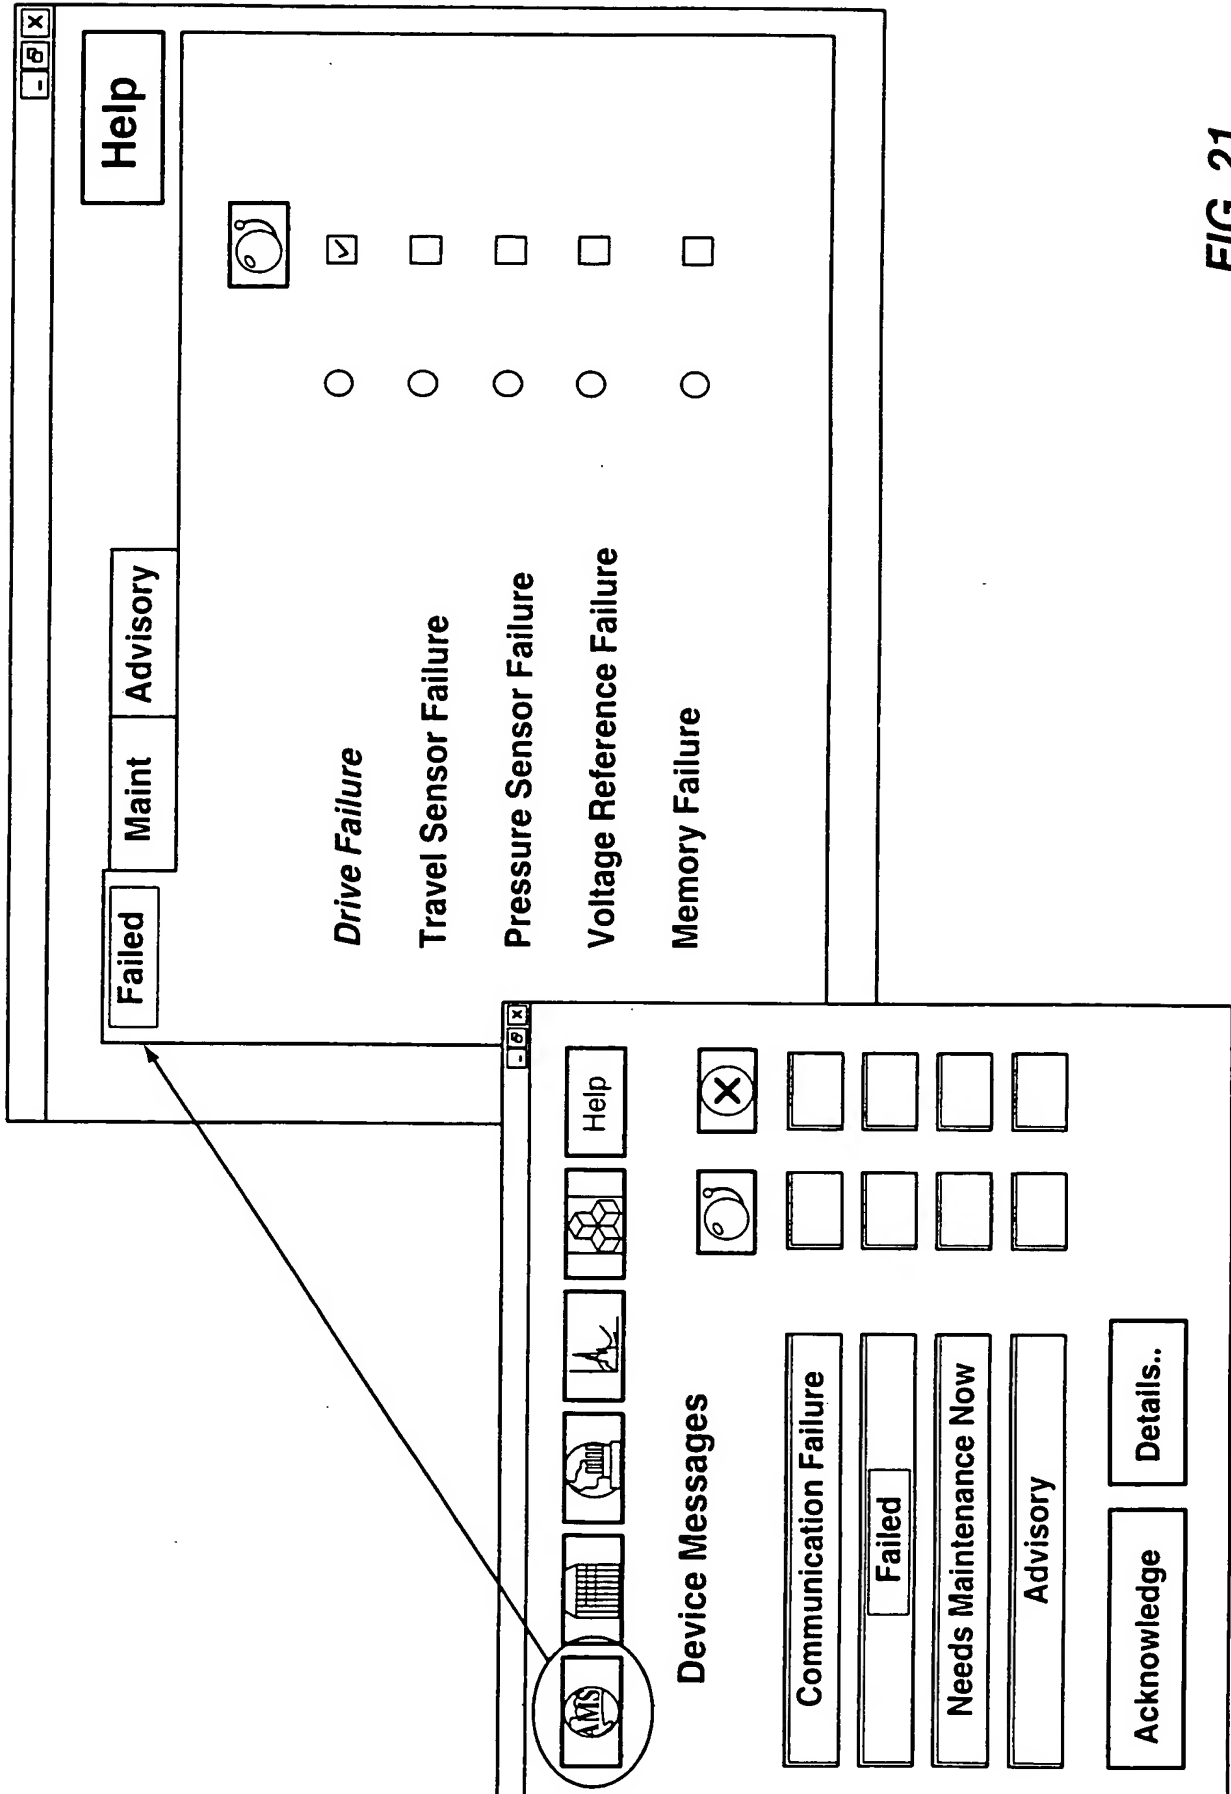 Help
Failed Maint Advisory
Drive Failure
Travel Sensor Failure
Pressure Sensor Failure
Voltage Reference Failure
Memory Failure
AMS
Help
Device Messages
Communication Failure
Failed
Needs Maintenance Now
Advisory
Acknowledge Details..
FIG. 21